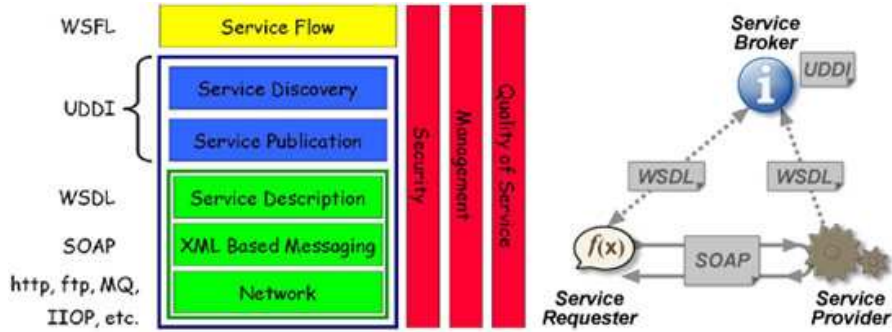 WSFL
Service Flow
UDDI
Service Discovery
Service Publication
WSDL
Service Description
SOAP
XML Based Messaging
http, ftp, MQ,
IIOP, etc.
Network
Security
Management
Quality of Service
Service
Broker
i
UDDI
WSDL
WSDL
f(x)
SOAP
Service
Requester
Service
Provider